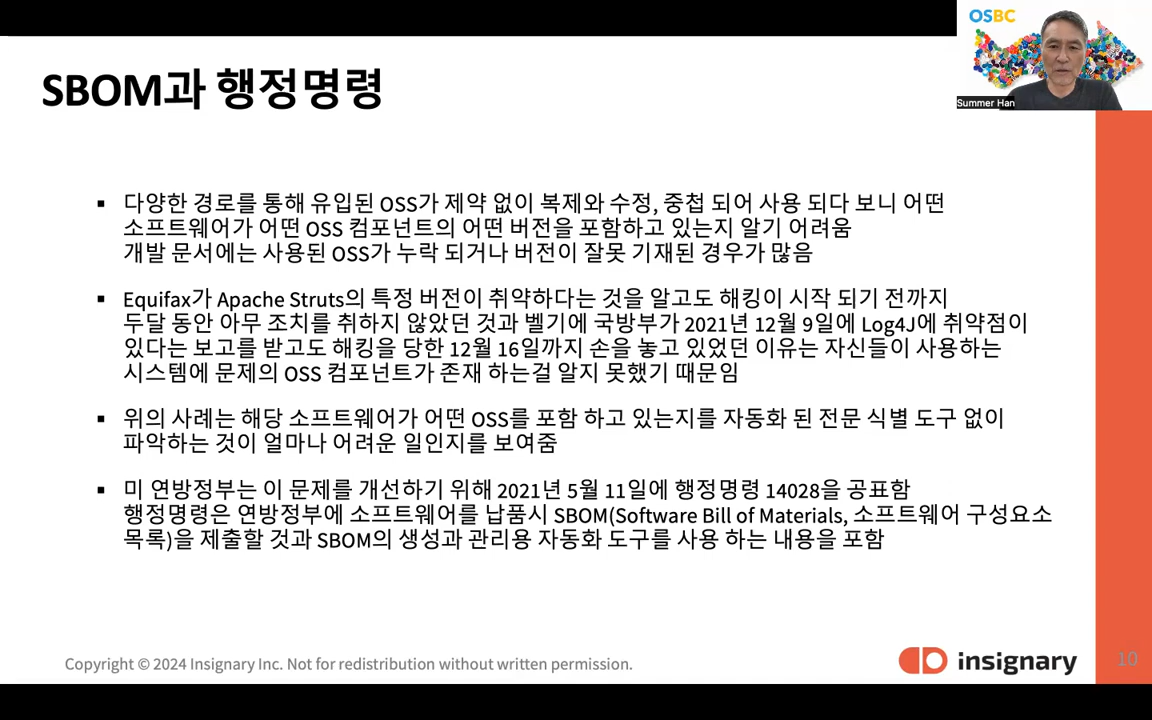 OSBC
Summer Han
SBOM과 행정명령
▪ 다양한 경로를 통해 유입된 OSS가 제약 없이 복제와 수정, 중첩 되어 사용 되다 보니 어떤
소프트웨어가 어떤 OSS 컴포넌트의 어떤 버전을 포함하고 있는지 알기 어려움
개발 문서에는 사용된 OSS가 누락 되거나 버전이 잘못 기재된 경우가 많음
▪ Equifax가 Apache Struts의 특정 버전이 취약하다는 것을 알고도 해킹이 시작 되기 전까지
두달 동안 아무 조치를 취하지 않았던 것과 벨기에 국방부가 2021년 12월 9일에 Log4J에 취약점이
있다는 보고를 받고도 해킹을 당한 12월 16일까지 손을 놓고 있었던 이유는 자신들이 사용하는
시스템에 문제의 OSS 컴포넌트가 존재 하는걸 알지 못했기 때문임
▪ 위의 사례는 해당 소프트웨어가 어떤 OSS를 포함 하고 있는지를 자동화 된 전문 식별 도구 없이
파악하는 것이 얼마나 어려운 일인지를 보여줌
▪ 미 연방정부는 이 문제를 개선하기 위해 2021년 5월 11일에 행정명령 14028을 공표함
행정명령은 연방정부에 소프트웨어를 납품시 SBOM(Software Bill of Materials, 소프트웨어 구성요소
목록)을 제출할 것과 SBOM의 생성과 관리용 자동화 도구를 사용 하는 내용을 포함
Copyright © 2024 Insignary Inc. Not for redistribution without written permission.
insignary
10